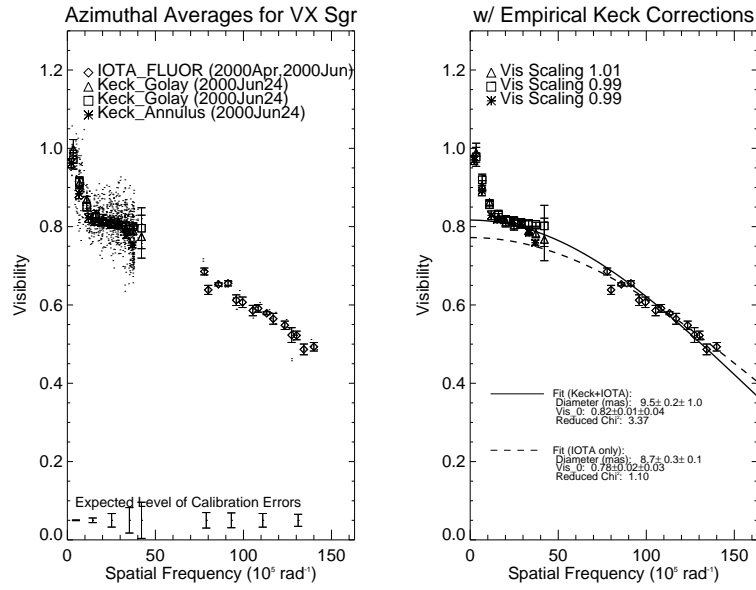 Azimuthal Averages for VX Sgr
IOTA_FLUOR (2000Apr,2000Jun)
Keck_Golay (2000Jun24)
Keck_Golay (2000Jun24)
Keck_Annulus (2000Jun24)
Expected Level of Calibration Errors
Visibility
1.2
1.0
0.8
0.6
0.4
0.2
0.0
0 50 100 150
Spatial Frequency (10⁵ rad⁻¹)
w/ Empirical Keck Corrections
Vis Scaling 1.01
Vis Scaling 0.99
Vis Scaling 0.99
Fit (Keck+IOTA):
Diameter (mas): 9.5± 0.2± 1.0
Vis_0: 0.82±0.01±0.04
Reduced Chi²: 3.37
Fit (IOTA only):
Diameter (mas): 8.7± 0.3± 0.1
Vis_0: 0.78±0.02±0.03
Reduced Chi²: 1.10
Visibility
1.2
1.0
0.8
0.6
0.4
0.2
0.0
0 50 100 150
Spatial Frequency (10⁵ rad⁻¹)